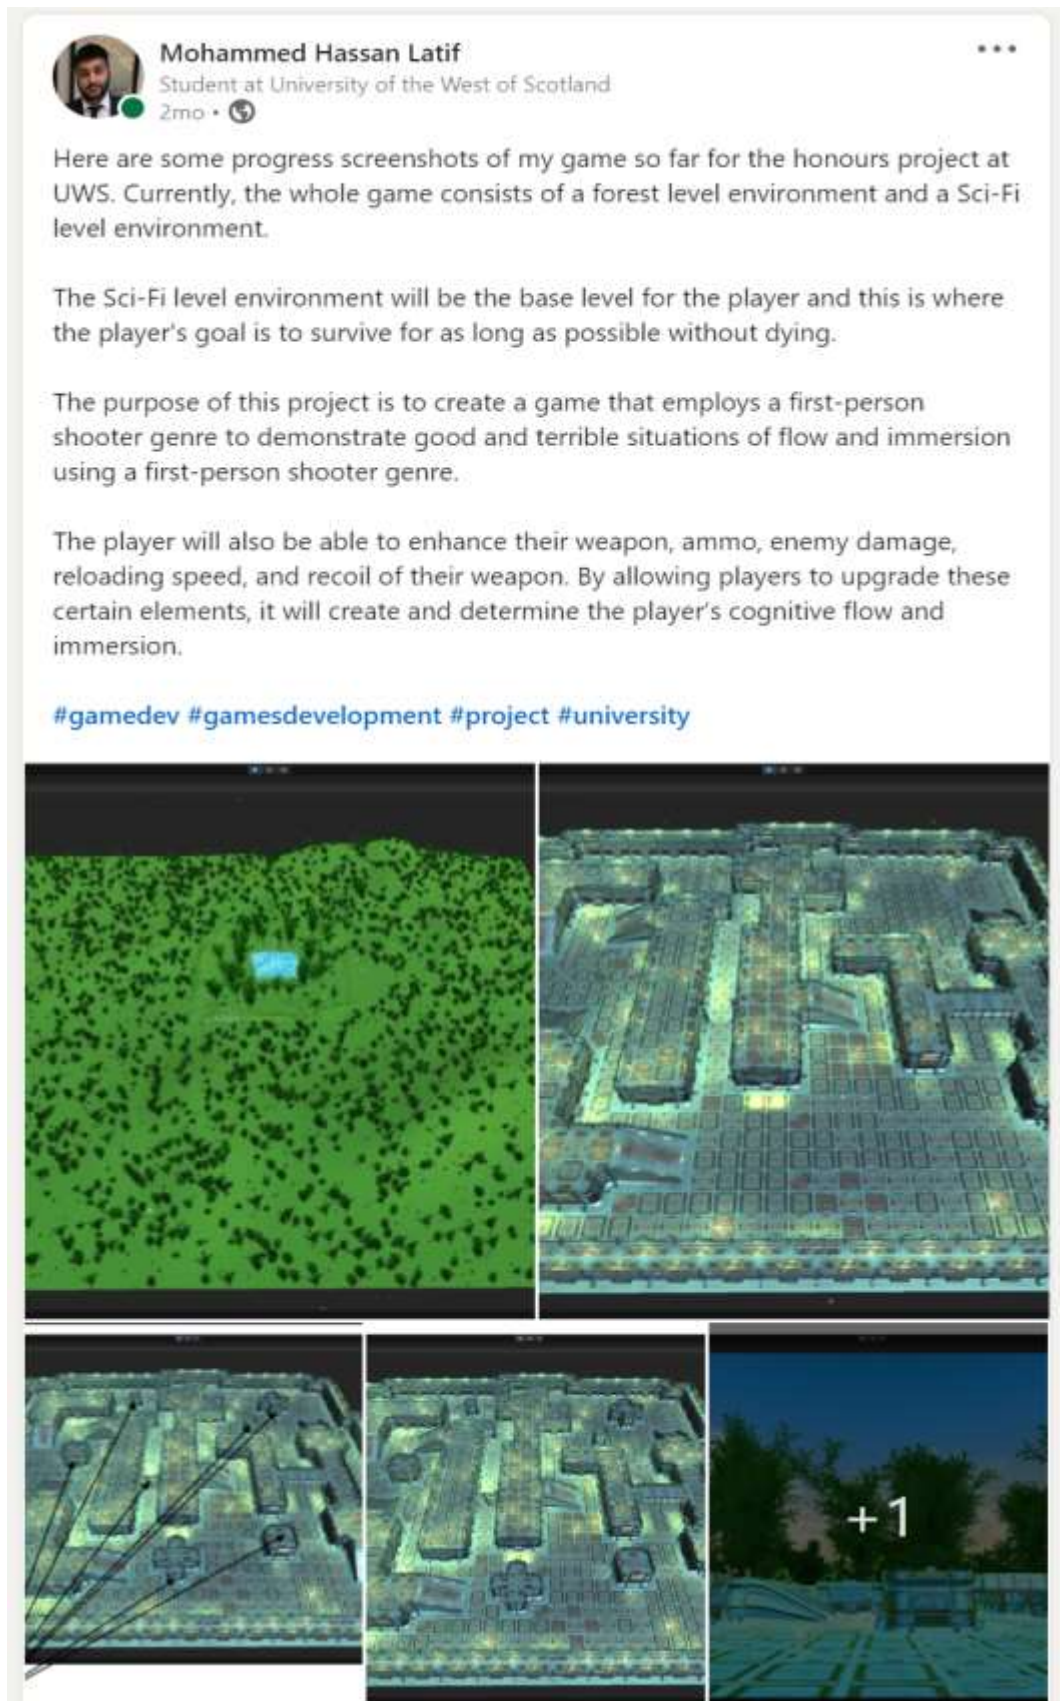 Mohammed Hassan Latif
Student at University of the West of Scotland
2mo •
Here are some progress screenshots of my game so far for the honours project at
UWS. Currently, the whole game consists of a forest level environment and a Sci-Fi
level environment.
The Sci-Fi level environment will be the base level for the player and this is where
the player's goal is to survive for as long as possible without dying.
The purpose of this project is to create a game that employs a first-person
shooter genre to demonstrate good and terrible situations of flow and immersion
using a first-person shooter genre.
The player will also be able to enhance their weapon, ammo, enemy damage,
reloading speed, and recoil of their weapon. By allowing players to upgrade these
certain elements, it will create and determine the player's cognitive flow and
immersion.
#gamedev #gamesdevelopment #project #university
+1